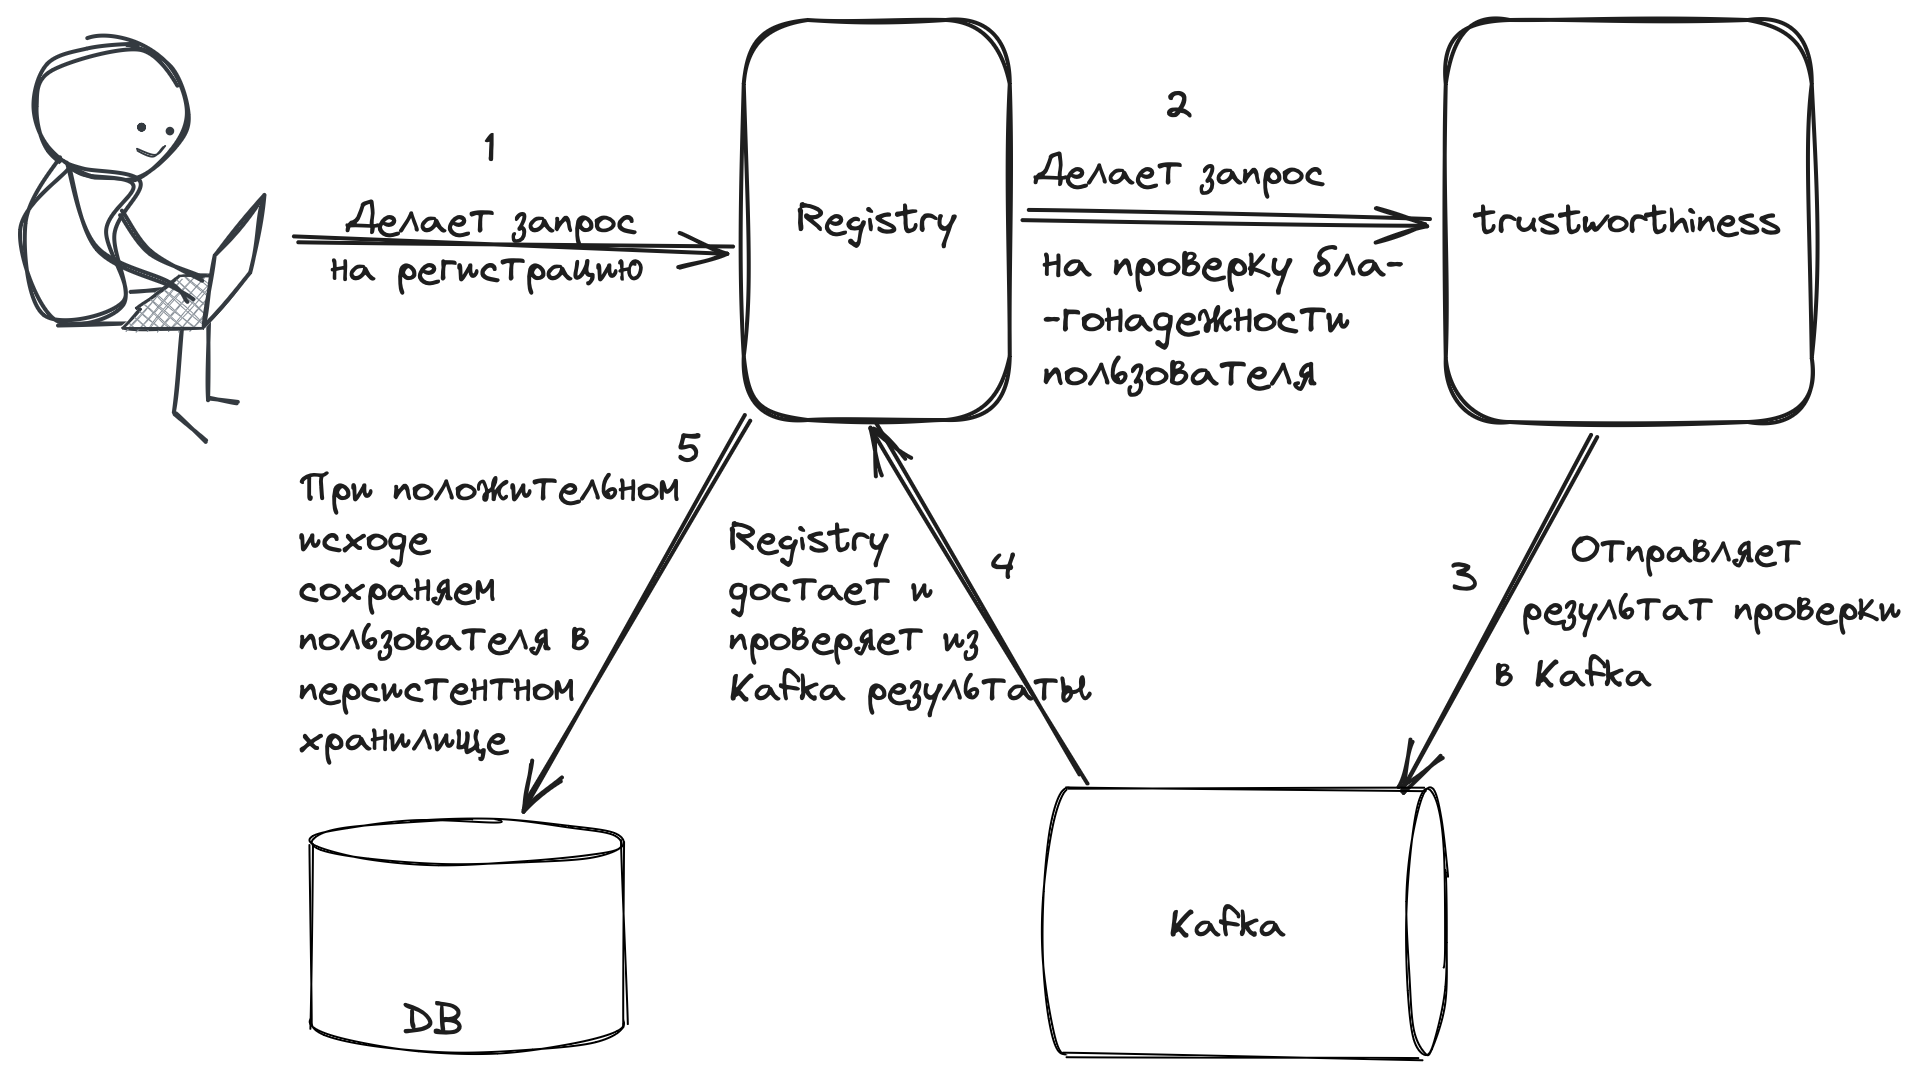 1
Делает запрос
на регистрацию
Registry
2
Делает запрос
на проверку бла-
-гонадежности
пользователя
trustworthiness
3
Отправляет
результат проверки
в Kafka
4
Registry
достает и
проверяет из
Kafka результаты
5
При положительном
исходе
сохраняем
пользователя в
персистентном
хранилище
DB
Kafka